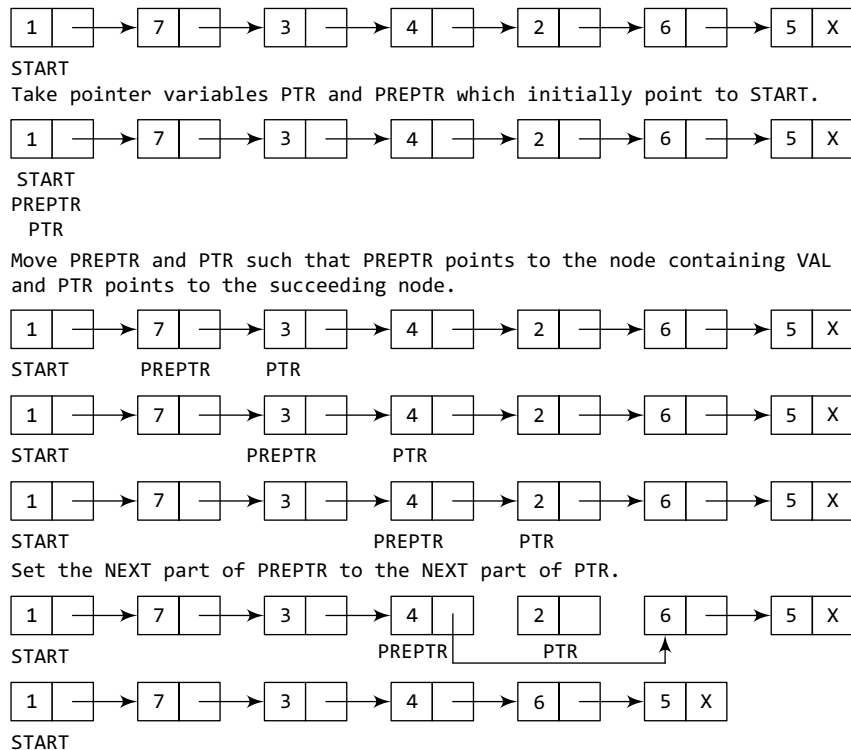 1 7 3 4 2 6 5 X
START
Take pointer variables PTR and PREPTR which initially point to START.
1 7 3 4 2 6 5 X
START
PREPTR
PTR
Move PREPTR and PTR such that PREPTR points to the node containing VAL
and PTR points to the succeeding node.
1 7 3 4 2 6 5 X
START PREPTR PTR
1 7 3 4 2 6 5 X
START PREPTR PTR
1 7 3 4 2 6 5 X
START PREPTR PTR
Set the NEXT part of PREPTR to the NEXT part of PTR.
1 7 3 4 2 6 5 X
START PREPTR PTR
1 7 3 4 6 5 X
START